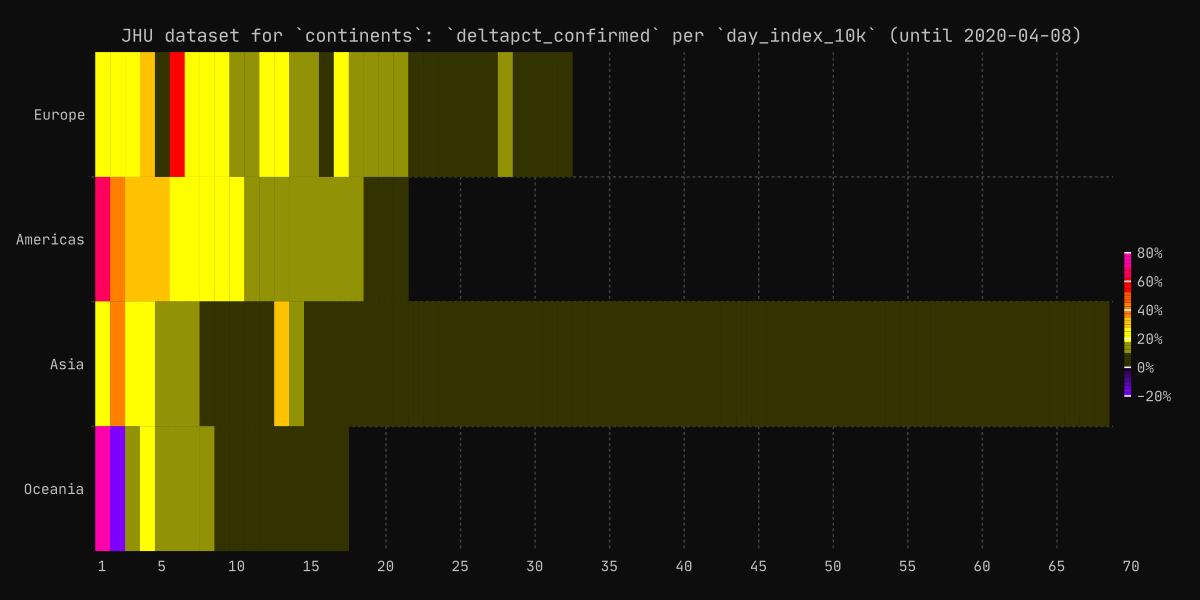 JHU dataset for `continents`: `deltapct_confirmed` per `day_index_10k` (until 2020-04-08)
Europe
Americas
Asia
Oceania
80%
60%
40%
20%
0%
-20%
1 5 10 15 20 25 30 35 40 45 50 55 60 65 70